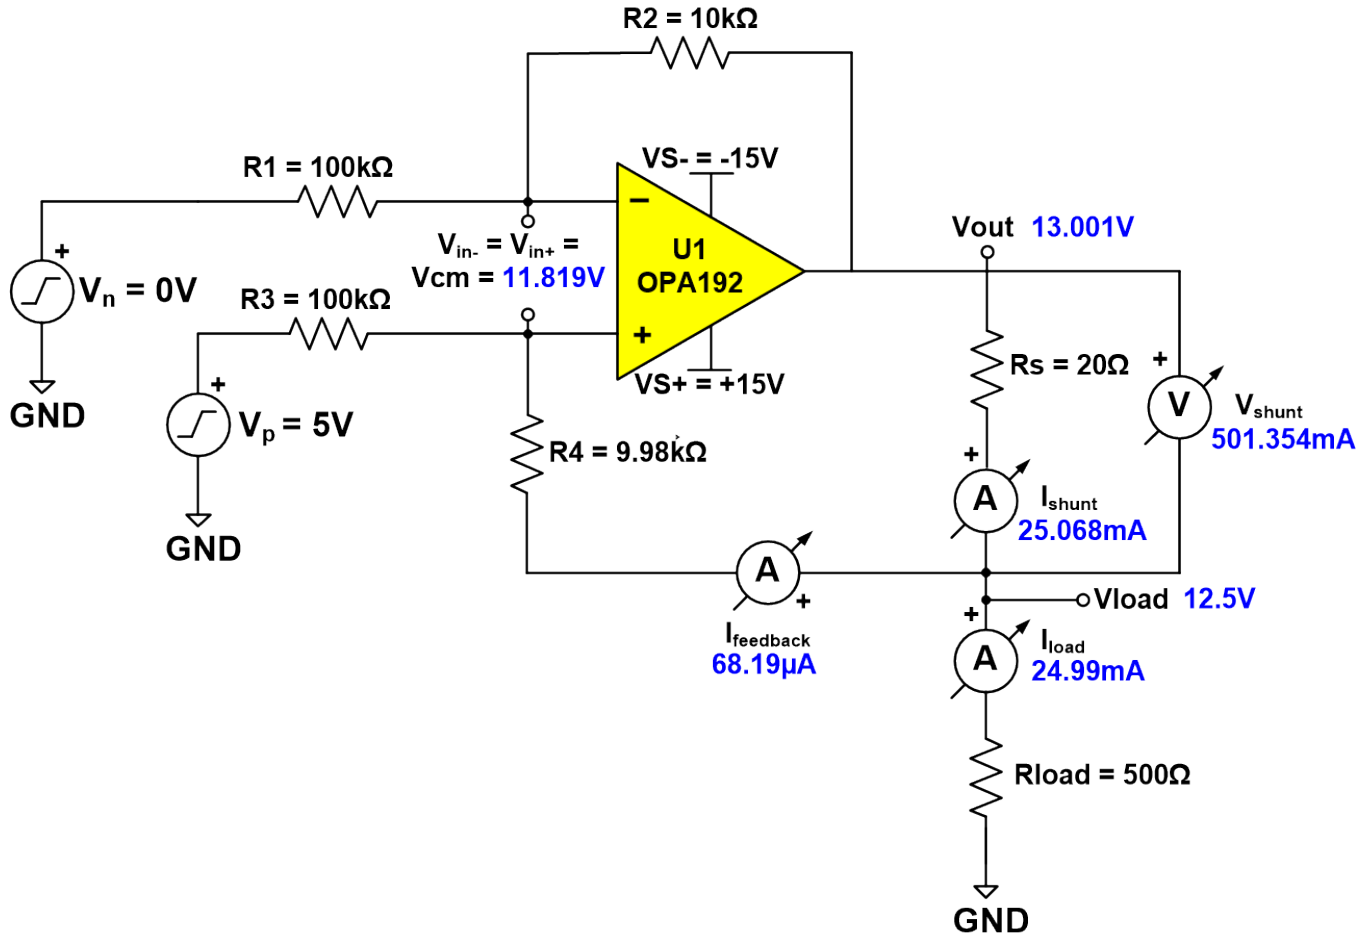 R2 = 10kΩ
R1 = 100kΩ
VS- = -15V
+
Vn = 0V
GND
−
Vin- = Vin+ =
Vcm = 11.819V
U1
OPA192
Vout 13.001V
R3 = 100kΩ
+
+
Vp = 5V
GND
VS+ = +15V
Rs = 20Ω
+
V
Vshunt
501.354mA
R4 = 9.98kΩ
+
A
Ishunt
25.068mA
A
+
Ifeedback
68.19µA
Vload 12.5V
+
A
Iload
24.99mA
Rload = 500Ω
GND